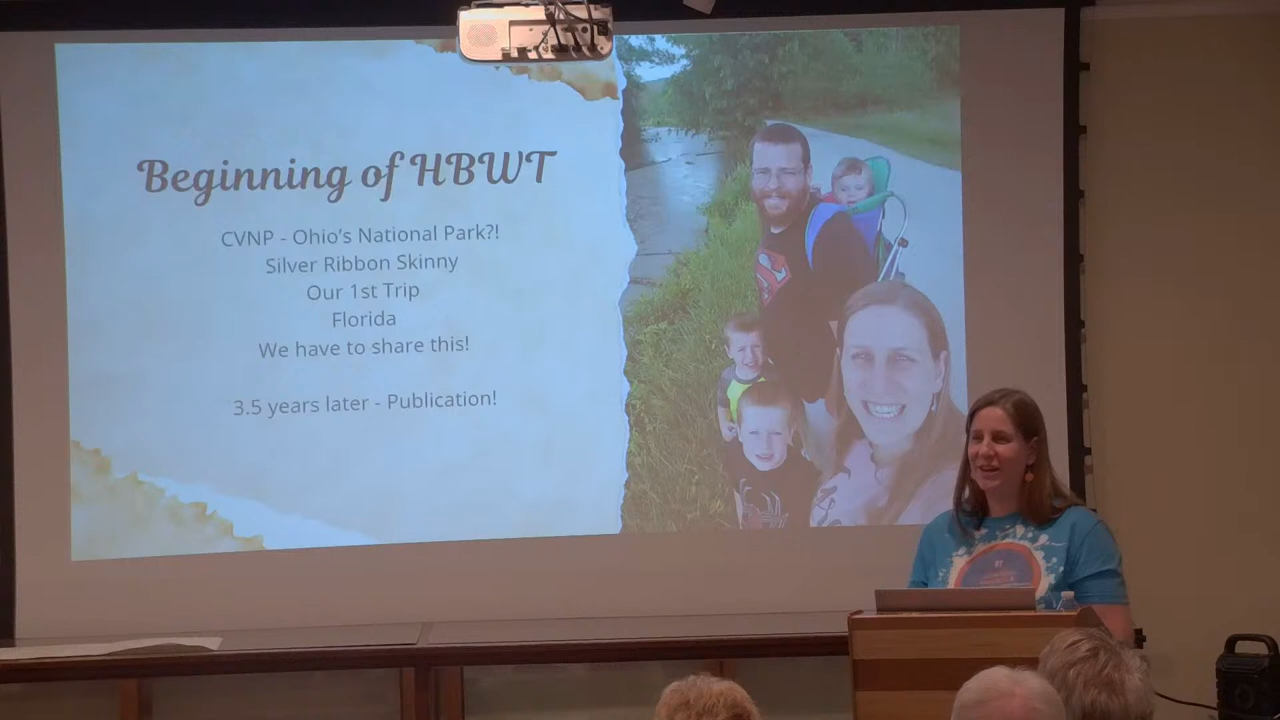 Beginning of HBWT
CVNP - Ohio's National Park?!
Silver Ribbon Skinny
Our 1st Trip
Florida
We have to share this!
3.5 years later - Publication!